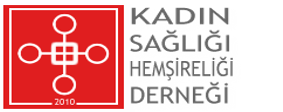 KADIN
SAĞLIĞI
HEMŞİRELİĞİ
DERNEĞİ
2010